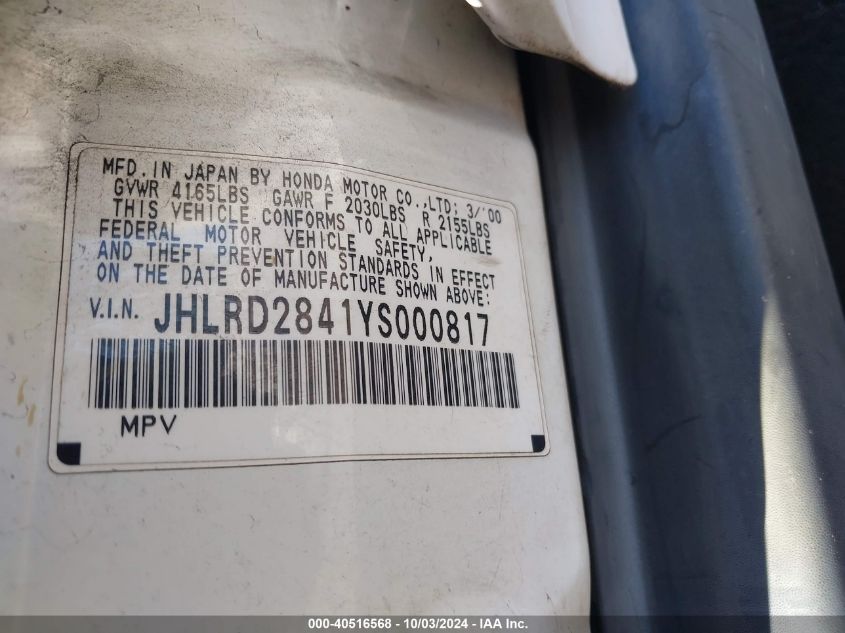 MFD. IN JAPAN BY HONDA MOTOR CO., LTD; 3/'00
GVWR 4165LBS GAWR F 2030LBS R 2155LBS
THIS VEHICLE CONFORMS TO ALL APPLICABLE
FEDERAL MOTOR VEHICLE SAFETY,
AND THEFT PREVENTION STANDARDS IN EFFECT
ON THE DATE OF MANUFACTURE SHOWN ABOVE:
V.I.N. JHLRD2841YS000817
MPV
000-40516568 - 10/03/2024 - IAA Inc.